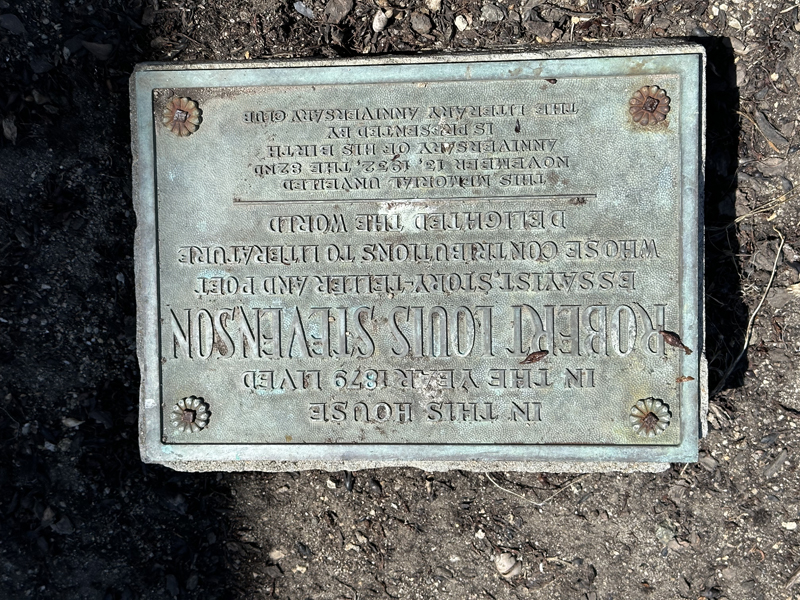 IN THIS HOUSE
IN THE YEAR 1879 LIVED
ROBERT LOUIS STEVENSON
ESSAYIST, STORY-TELLER AND POET
WHOSE CONTRIBUTIONS TO LITERATURE
DELIGHTED THE WORLD
THIS MEMORIAL UNVEILED
NOVEMBER 13, 1932, THE 82ND
ANNIVERSARY OF HIS BIRTH
IS PRESENTED BY
THE LITERARY ANNIVERSARY CLUB